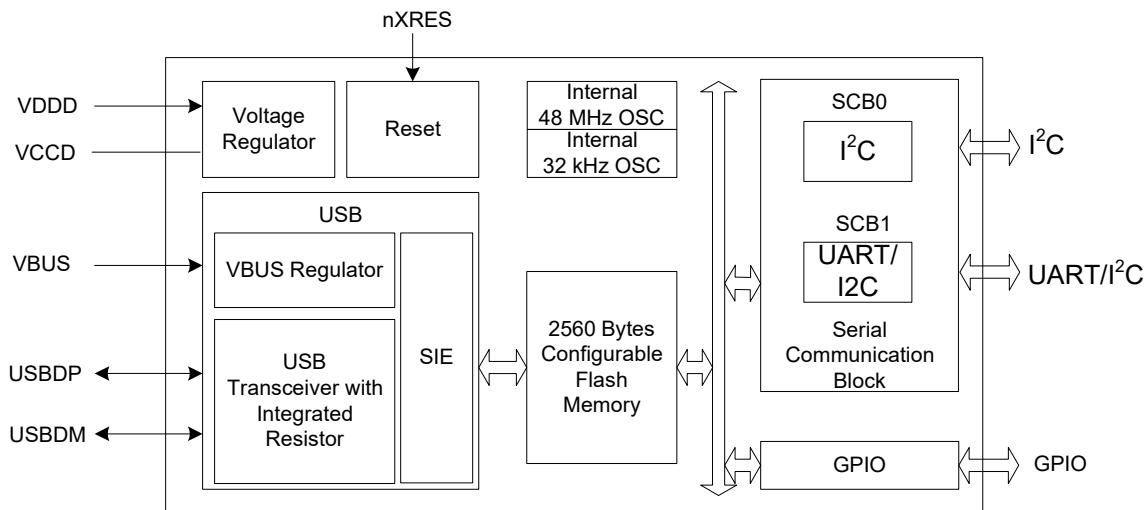 nXRES
VDDD
VCCD
Voltage
Regulator
Reset
Internal
48 MHz OSC
Internal
32 kHz OSC
SCB0
I²C
I²C
USB
VBUS
VBUS Regulator
SIE
USBDP
USBDM
USB
Transceiver with
Integrated
Resistor
2560 Bytes
Configurable
Flash
Memory
SCB1
UART/
I2C
UART/I²C
Serial
Communication
Block
GPIO
GPIO